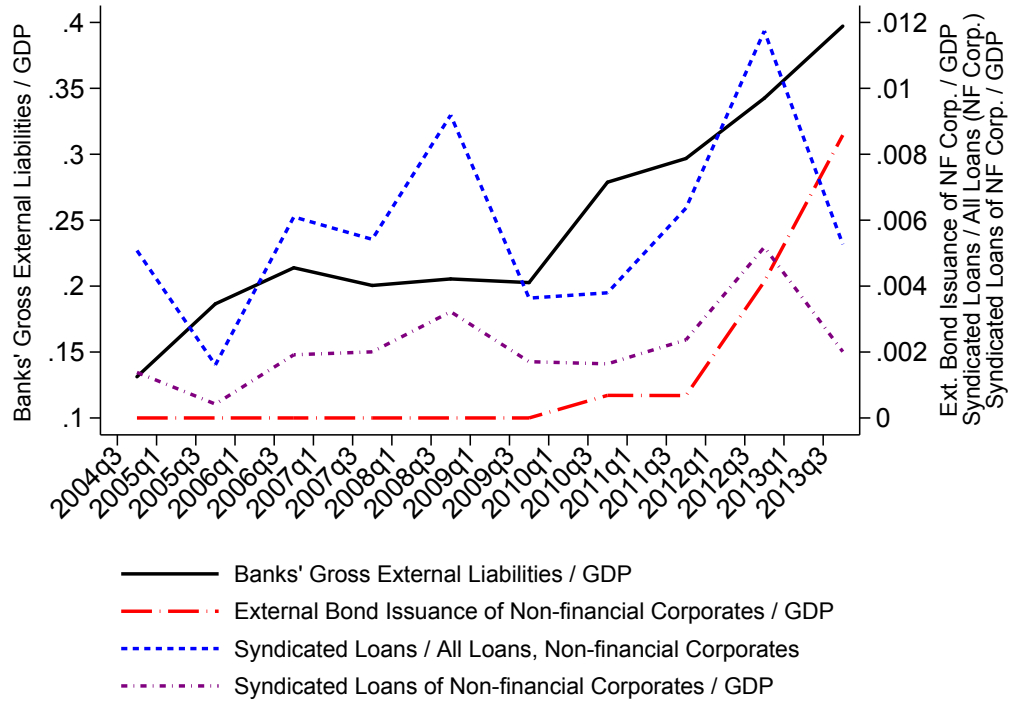 Banks' Gross External Liabilities / GDP
.4
.35
.3
.25
.2
.15
.1
.012
.01
.008
.006
.004
.002
0
Ext. Bond Issuance of NF Corp. / GDP
Syndicated Loans / All Loans (NF Corp.)
Syndicated Loans of NF Corp. / GDP
2004q3
2005q1
2005q3
2006q1
2006q3
2007q1
2007q3
2008q1
2008q3
2009q1
2009q3
2010q1
2010q3
2011q1
2011q3
2012q1
2012q3
2013q1
2013q3
Banks' Gross External Liabilities / GDP
External Bond Issuance of Non-financial Corporates / GDP
Syndicated Loans / All Loans, Non-financial Corporates
Syndicated Loans of Non-financial Corporates / GDP